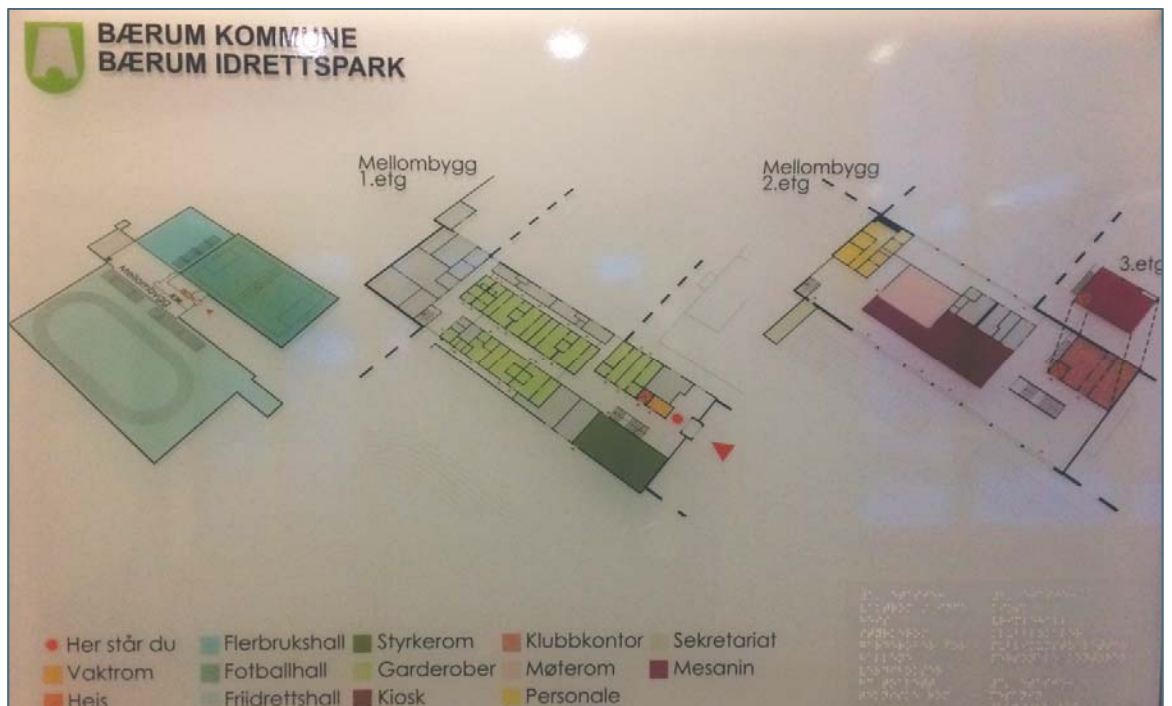 BÆRUM KOMMUNE
BÆRUM IDRETTSPARK
Mellombygg
1.etg
Mellombygg
2.etg
3.etg
Mellombygg
Her står du
Vaktrom
Heis
Flerbrukshall
Fotballhall
Friidrettshall
Styrkerom
Garderober
Kiosk
Klubbkontor
Møterom
Personale
Sekretariat
Mesanin